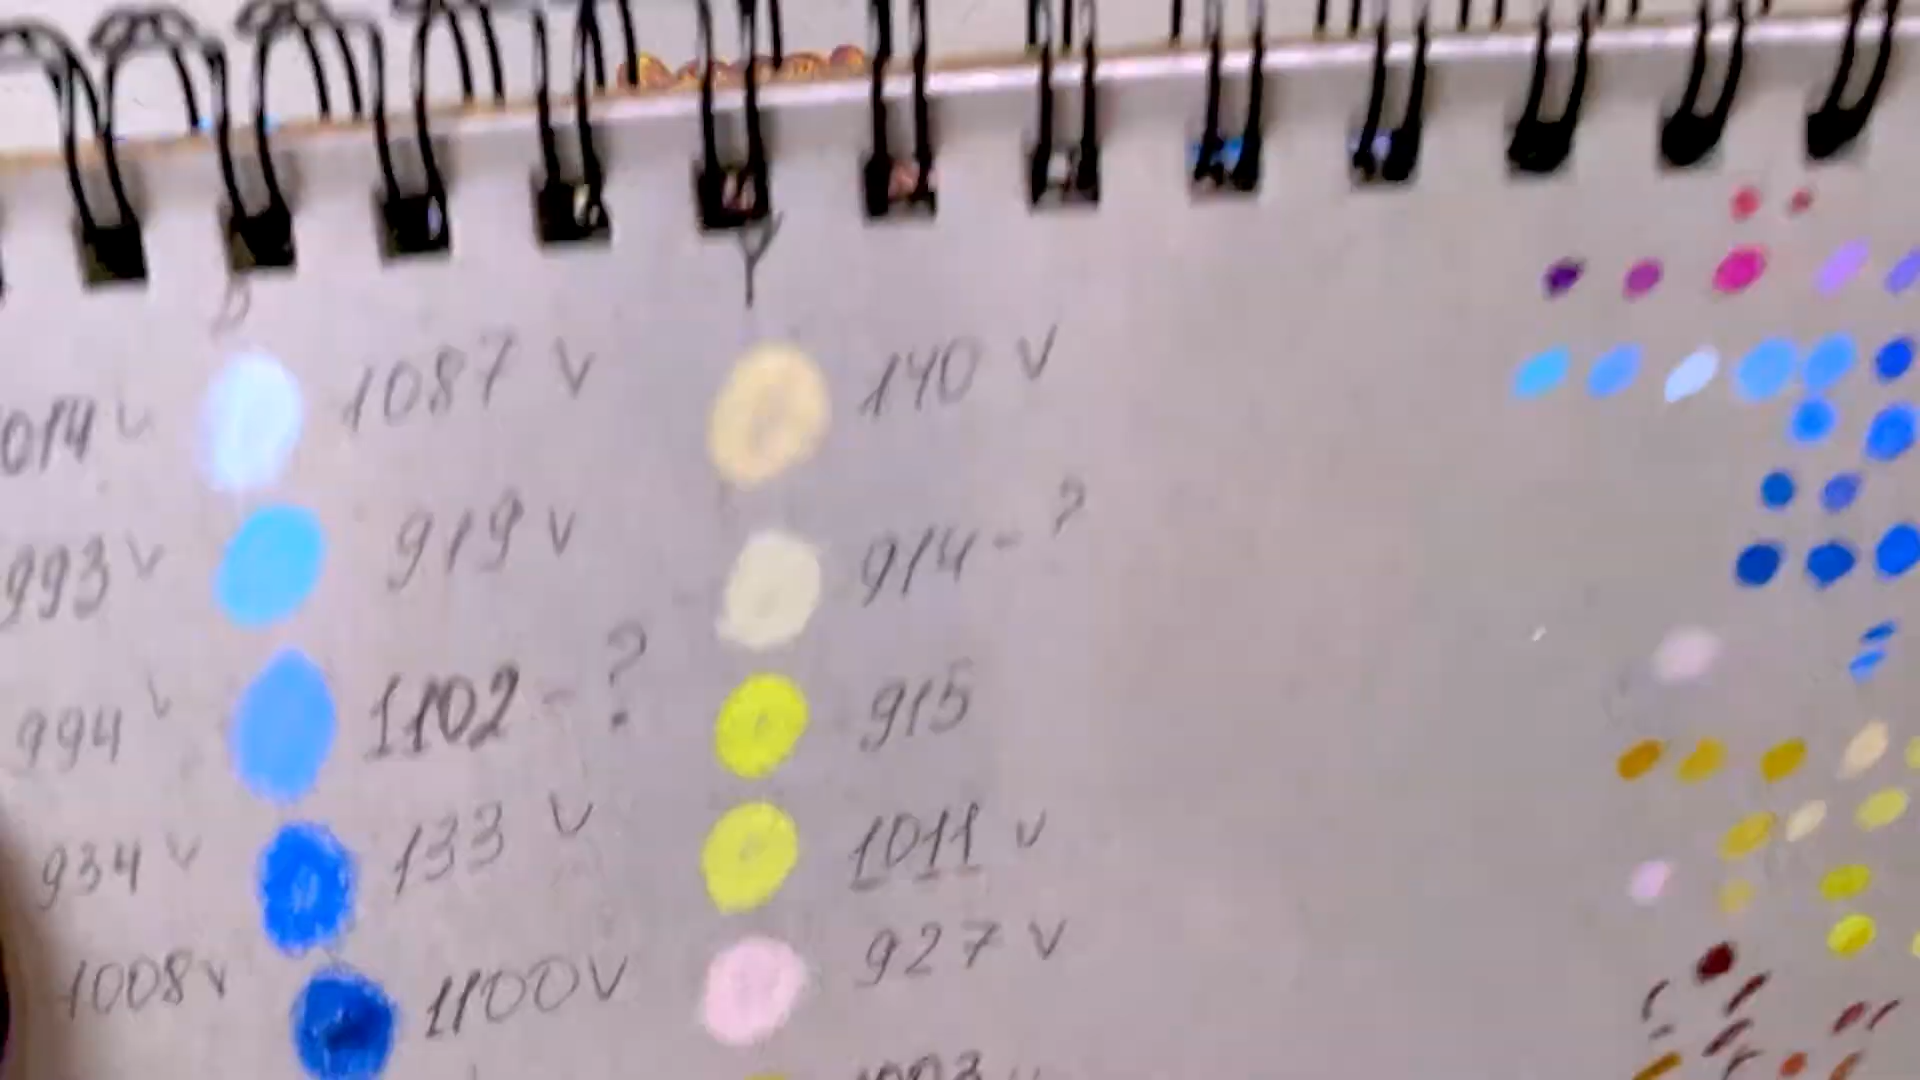 Y
014 v 1087 v 140 v
993 v 919 v 914 - ?
994 v 1102 - ? 915
934 v 133 v 1011 v
1008 v 1100 v 927 v